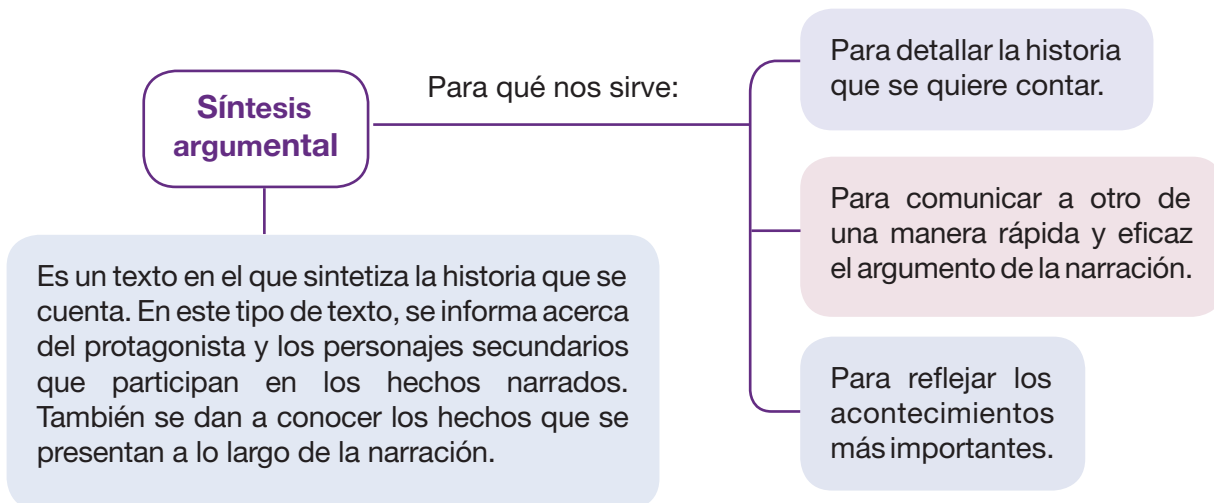 Síntesis
argumental
Para qué nos sirve:
Para detallar la historia
que se quiere contar.
Para comunicar a otro de
una manera rápida y eficaz
el argumento de la narración.
Para reflejar los
acontecimientos
más importantes.
Es un texto en el que sintetiza la historia que se
cuenta. En este tipo de texto, se informa acerca
del protagonista y los personajes secundarios
que participan en los hechos narrados.
También se dan a conocer los hechos que se
presentan a lo largo de la narración.